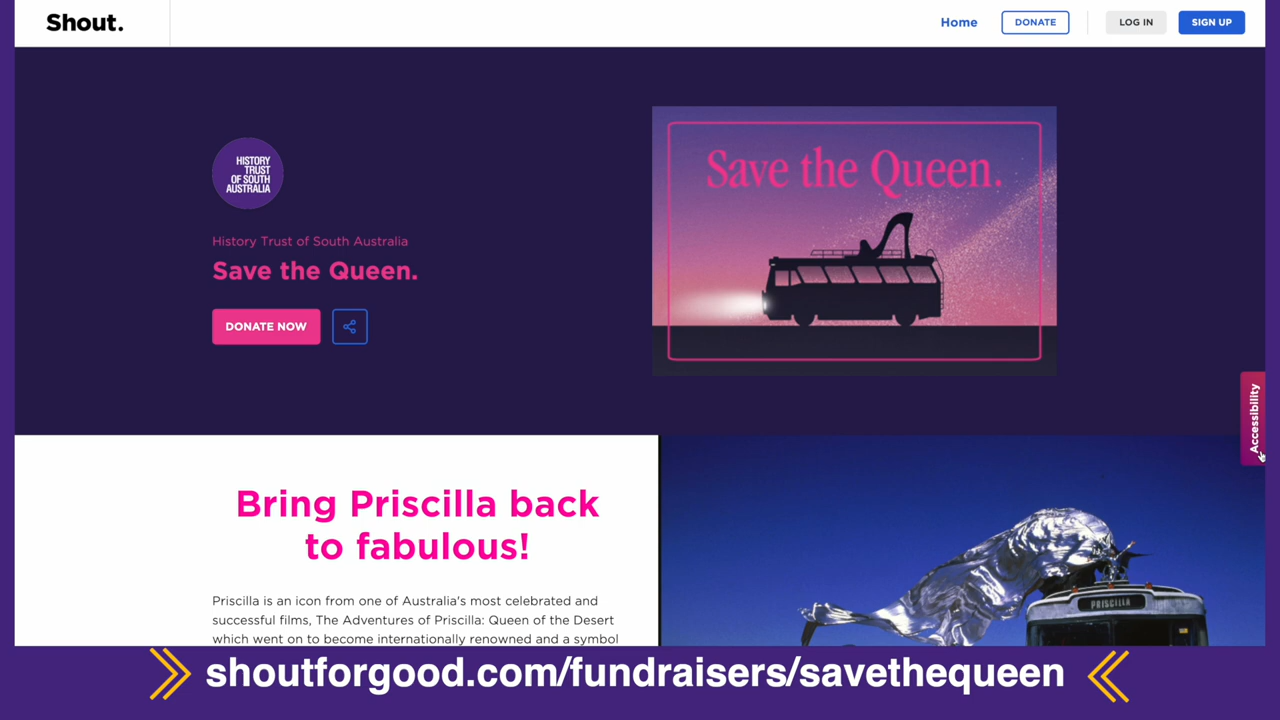 Shout.
Home
DONATE
LOG IN
SIGN UP
HISTORY
TRUST
OF SOUTH
AUSTRALIA
History Trust of South Australia
Save the Queen.
DONATE NOW
Save the Queen.
Accessibility
Bring Priscilla back
to fabulous!
Priscilla is an icon from one of Australia's most celebrated and
successful films, The Adventures of Priscilla: Queen of the Desert
which went on to become internationally renowned and a symbol
PRISCILLA
shoutforgood.com/fundraisers/savethequeen